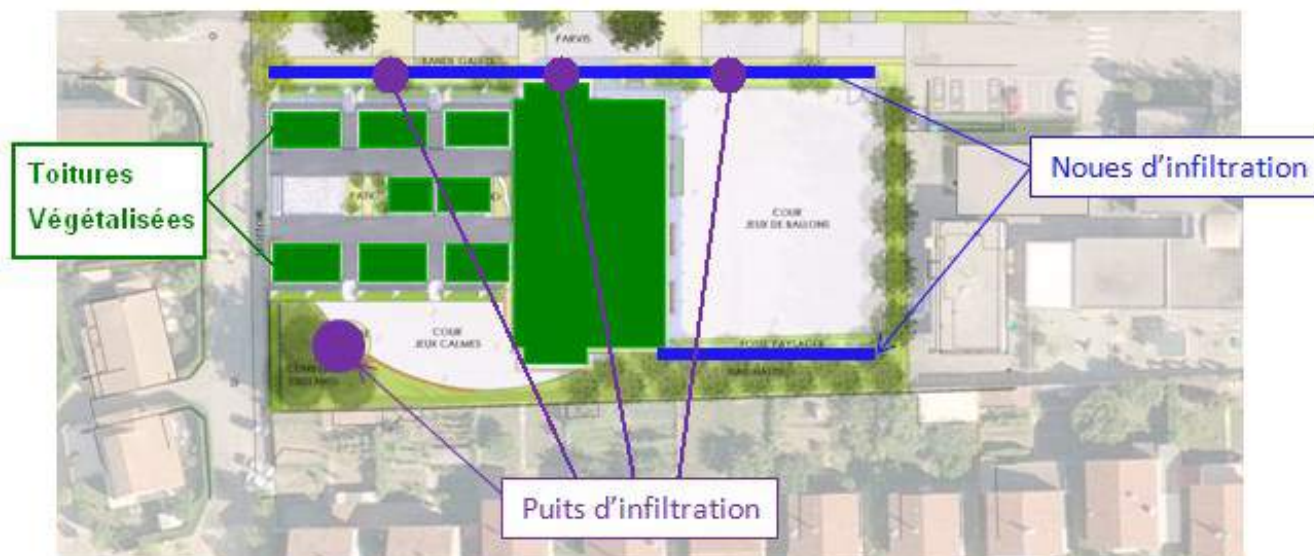 PARVIS
Toitures
Végétalisées
Noues d'infiltration
COUR
JEUX DE BALLONS
COUR
JEUX CALMES
Puits d'infiltration